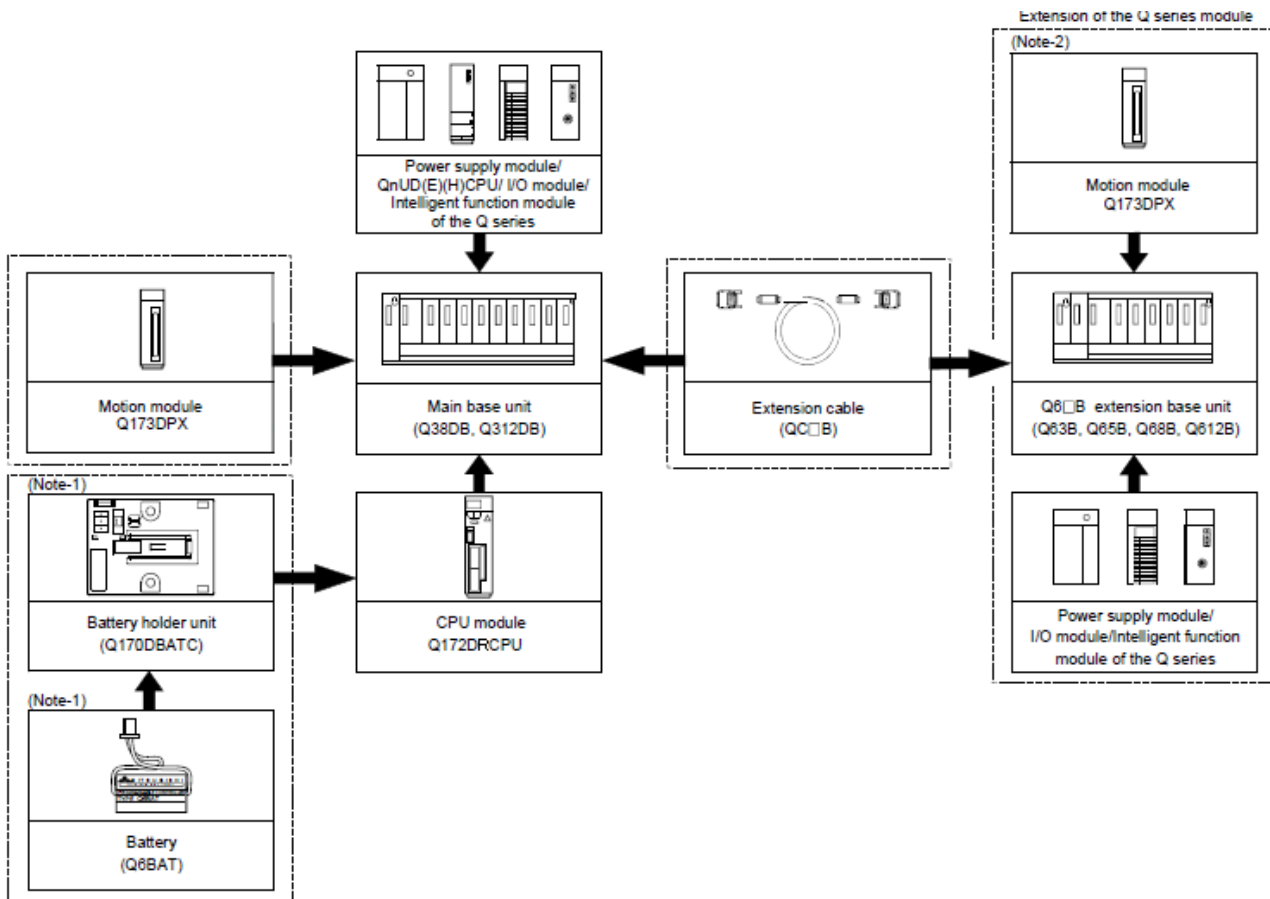 Extension of the Q series module
(Note-2)
Power supply module/
QnUD(E)(H)CPU/ I/O module/
Intelligent function module
of the Q series
Motion module
Q173DPX
Motion module
Q173DPX
Main base unit
(Q38DB, Q312DB)
Extension cable
(QC□B)
Q6□B extension base unit
(Q63B, Q65B, Q68B, Q612B)
(Note-1)
Battery holder unit
(Q170DBATC)
CPU module
Q172DRCPU
Power supply module/
I/O module/Intelligent function
module of the Q series
(Note-1)
Battery
(Q6BAT)